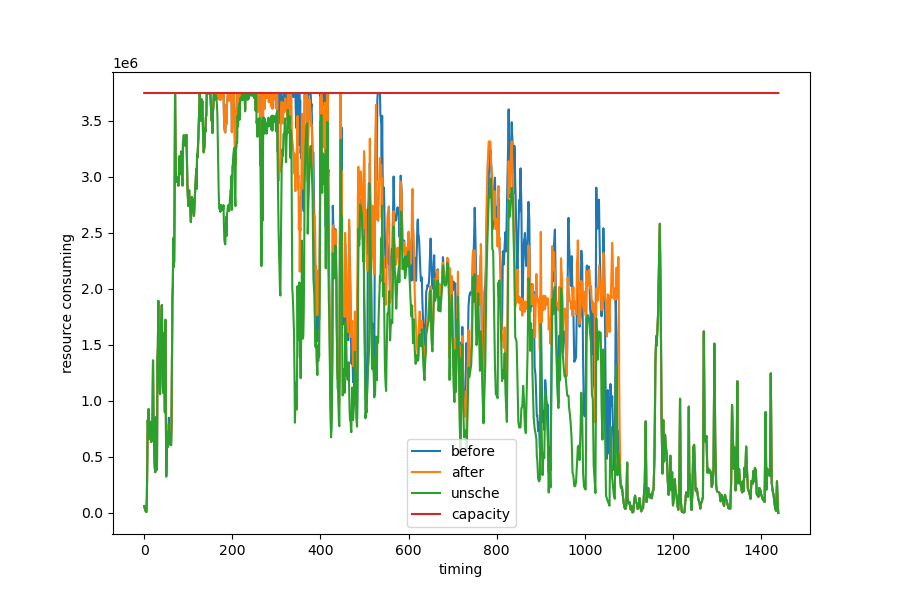 1e6
3.5
3.0
2.5
2.0
1.5
1.0
0.5
0.0
resource consuming
before
after
unsche
capacity
0 200 400 600 800 1000 1200 1400
timing